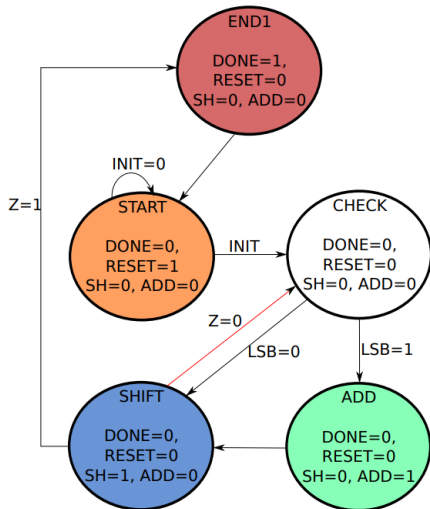 END1
DONE=1,
RESET=0
SH=0, ADD=0
INIT=0
Z=1
START
DONE=0,
RESET=1
SH=0, ADD=0
INIT
CHECK
DONE=0,
RESET=0
SH=0, ADD=0
Z=0
LSB=0
LSB=1
SHIFT
DONE=0,
RESET=0
SH=1, ADD=0
ADD
DONE=0,
RESET=0
SH=0, ADD=1